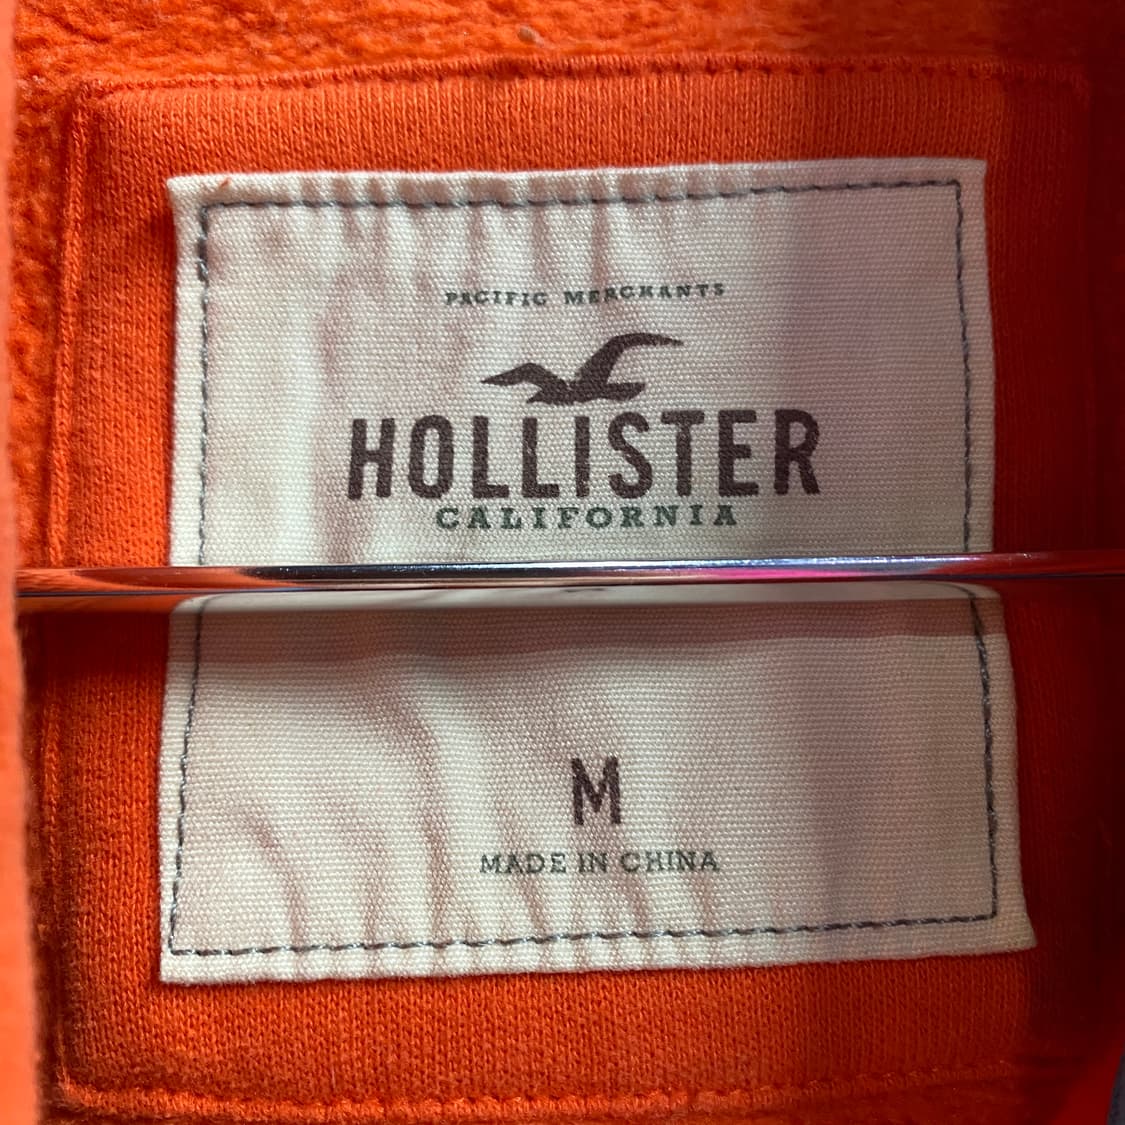 PACIFIC MERCHANTS
HOLLISTER
CALIFORNIA
M
MADE IN CHINA